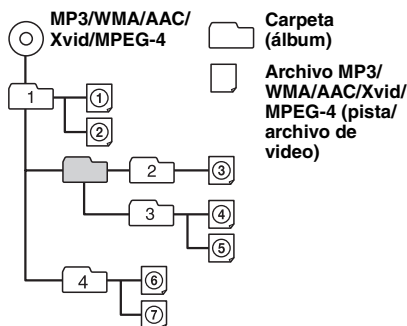 MP3/WMA/AAC/
Xvid/MPEG-4
Carpeta
(álbum)
Archivo MP3/
WMA/AAC/Xvid/
MPEG-4 (pista/
archivo de
video)
1
①
②
2
③
3
④
⑤
4
⑥
⑦